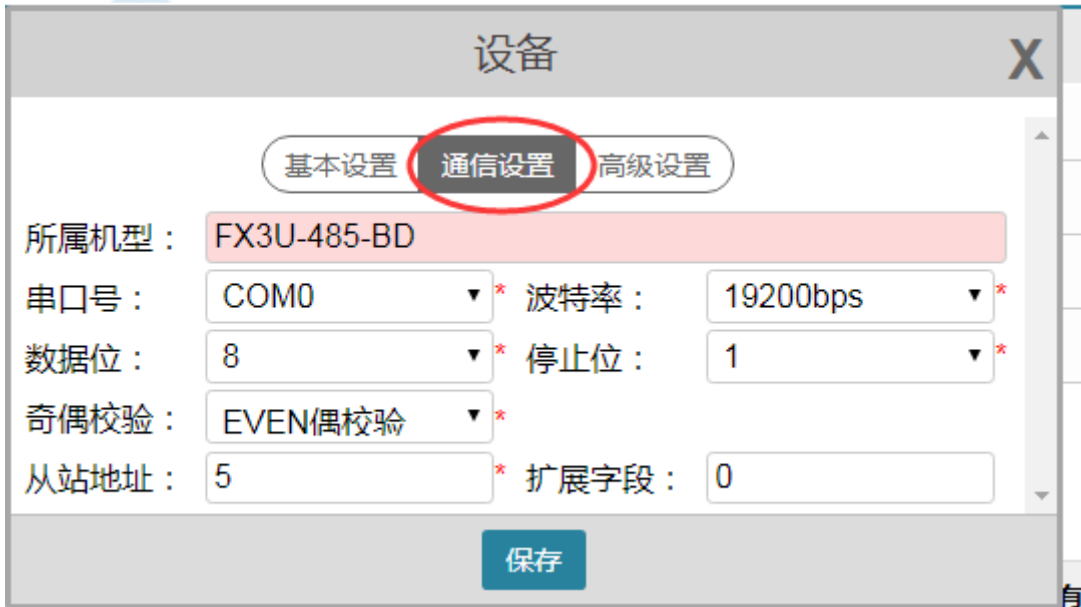 设备 X
基本设置 通信设置 高级设置
所属机型： FX3U-485-BD
串口号： COM0 * 波特率： 19200bps *
数据位： 8 * 停止位： 1 *
奇偶校验： EVEN偶校验 *
从站地址： 5 * 扩展字段： 0
保存
有